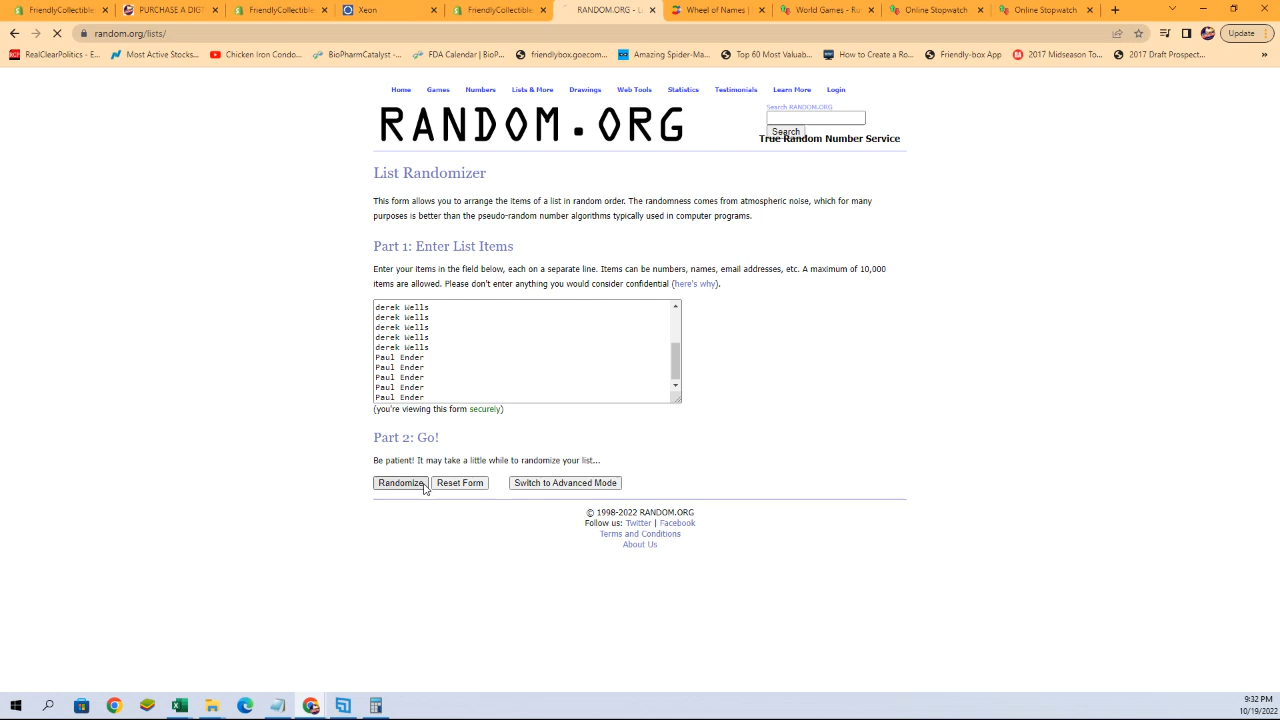 FriendlyCollectible
PURCHASE A DIGIT
FriendlyCollectible
Xeon
FriendlyCollectible
RANDOM.ORG - L
Wheel of Names |
World Games - Ro
Online Stopwatch
Online Stopwatch
random.org/lists/
Update
RealClearPolitics - E...
Most Active Stocks...
Chicken Iron Condo...
BioPharmCatalyst -...
FDA Calendar | BioP...
friendlybox.goecom...
Amazing Spider-Ma...
Top 60 Most Valuab...
How to Create a Ro...
Friendly-box App
2017 Midseason To...
2017 Draft Prospect...
»
Home
Games
Numbers
Lists & More
Drawings
Web Tools
Statistics
Testimonials
Learn More
Login
RANDOM.ORG
Search RANDOM.ORG
Search
True Random Number Service
List Randomizer
This form allows you to arrange the items of a list in random order. The randomness comes from atmospheric noise, which for many
purposes is better than the pseudo-random number algorithms typically used in computer programs.
Part 1: Enter List Items
Enter your items in the field below, each on a separate line. Items can be numbers, names, email addresses, etc. A maximum of 10,000
items are allowed. Please don't enter anything you would consider confidential (here's why).
derek Wells
derek Wells
derek Wells
derek Wells
derek Wells
Paul Ender
Paul Ender
Paul Ender
Paul Ender
Paul Ender
(you're viewing this form securely)
Part 2: Go!
Be patient! It may take a little while to randomize your list...
Randomize
Reset Form
Switch to Advanced Mode
© 1998-2022 RANDOM.ORG
Follow us: Twitter | Facebook
Terms and Conditions
About Us
9:32 PM
10/19/2022